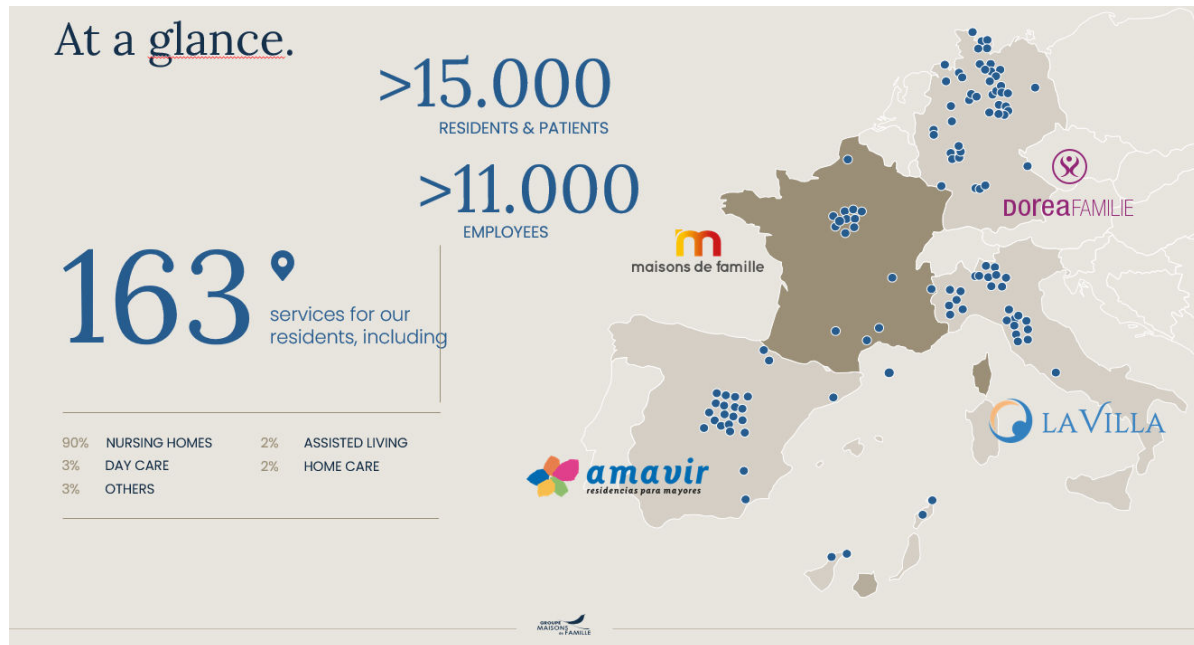 At a glance.
>15.000
RESIDENTS & PATIENTS
>11.000
EMPLOYEES
163
services for our
residents, including
90% NURSING HOMES 2% ASSISTED LIVING
3% DAY CARE 2% HOME CARE
3% OTHERS
maisons de famille
DOREAFAMILIE
LAVILLA
amavir
residencias para mayores
GROUPE
MAISONS
DE FAMILLE